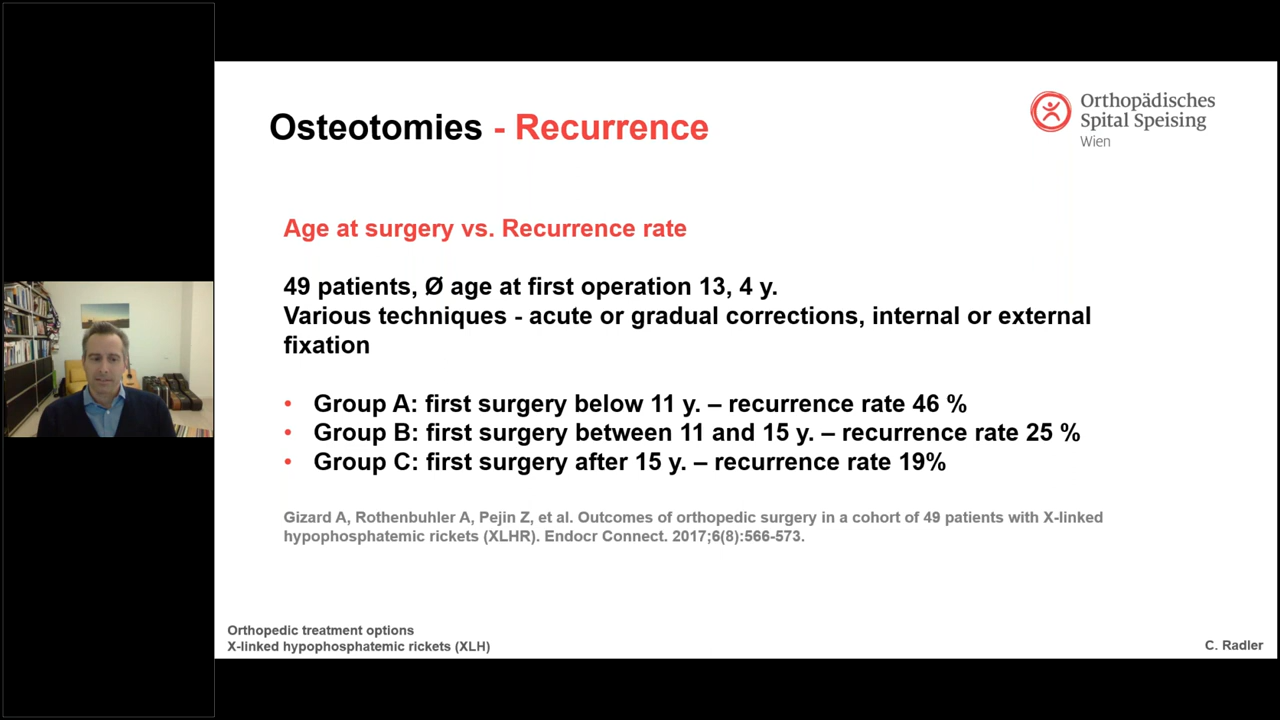 Osteotomies - Recurrence
Orthopädisches
Spital Speising
Wien
Age at surgery vs. Recurrence rate
49 patients, Ø age at first operation 13, 4 y.
Various techniques - acute or gradual corrections, internal or external
fixation
• Group A: first surgery below 11 y. – recurrence rate 46 %
• Group B: first surgery between 11 and 15 y. – recurrence rate 25 %
• Group C: first surgery after 15 y. – recurrence rate 19%
Gizard A, Rothenbuhler A, Pejin Z, et al. Outcomes of orthopedic surgery in a cohort of 49 patients with X-linked
hypophosphatemic rickets (XLHR). Endocr Connect. 2017;6(8):566-573.
Orthopedic treatment options
X-linked hypophosphatemic rickets (XLH)
C. Radler